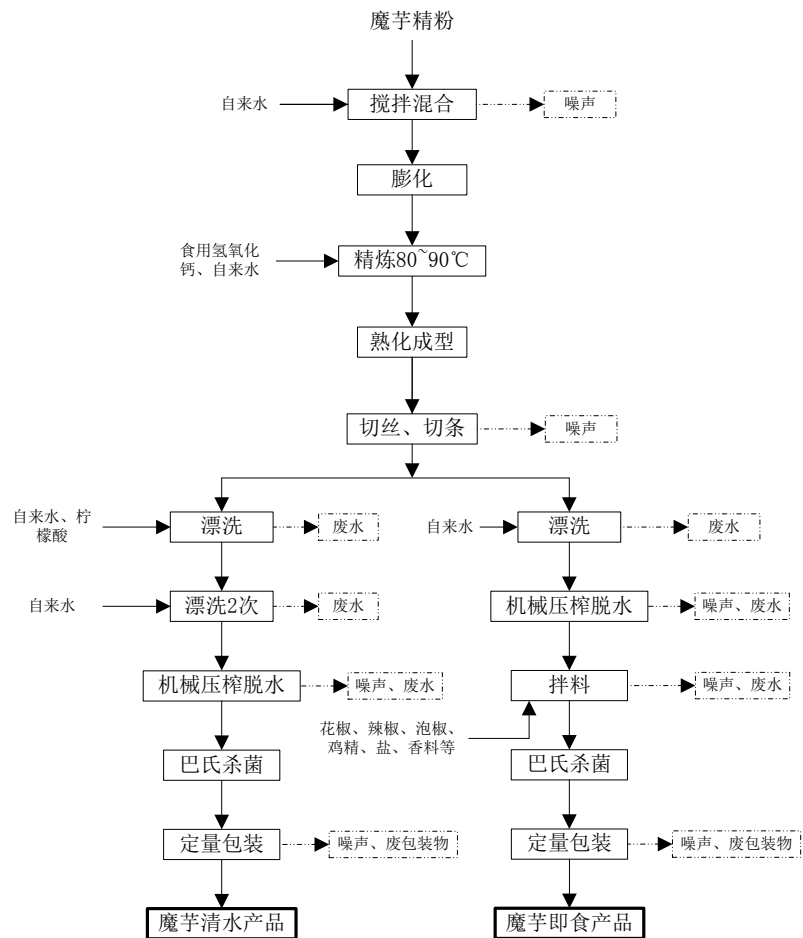 魔芋精粉
自来水
搅拌混合
噪声
膨化
食用氢氧化
钙、自来水
精炼80~90℃
熟化成型
切丝、切条
噪声
自来水、柠
檬酸
漂洗
废水
自来水
漂洗
废水
自来水
漂洗2次
废水
机械压榨脱水
噪声、废水
机械压榨脱水
噪声、废水
拌料
噪声、废水
花椒、辣椒、泡椒、
鸡精、盐、香料等
巴氏杀菌
巴氏杀菌
定量包装
噪声、废包装物
定量包装
噪声、废包装物
魔芋清水产品
魔芋即食产品